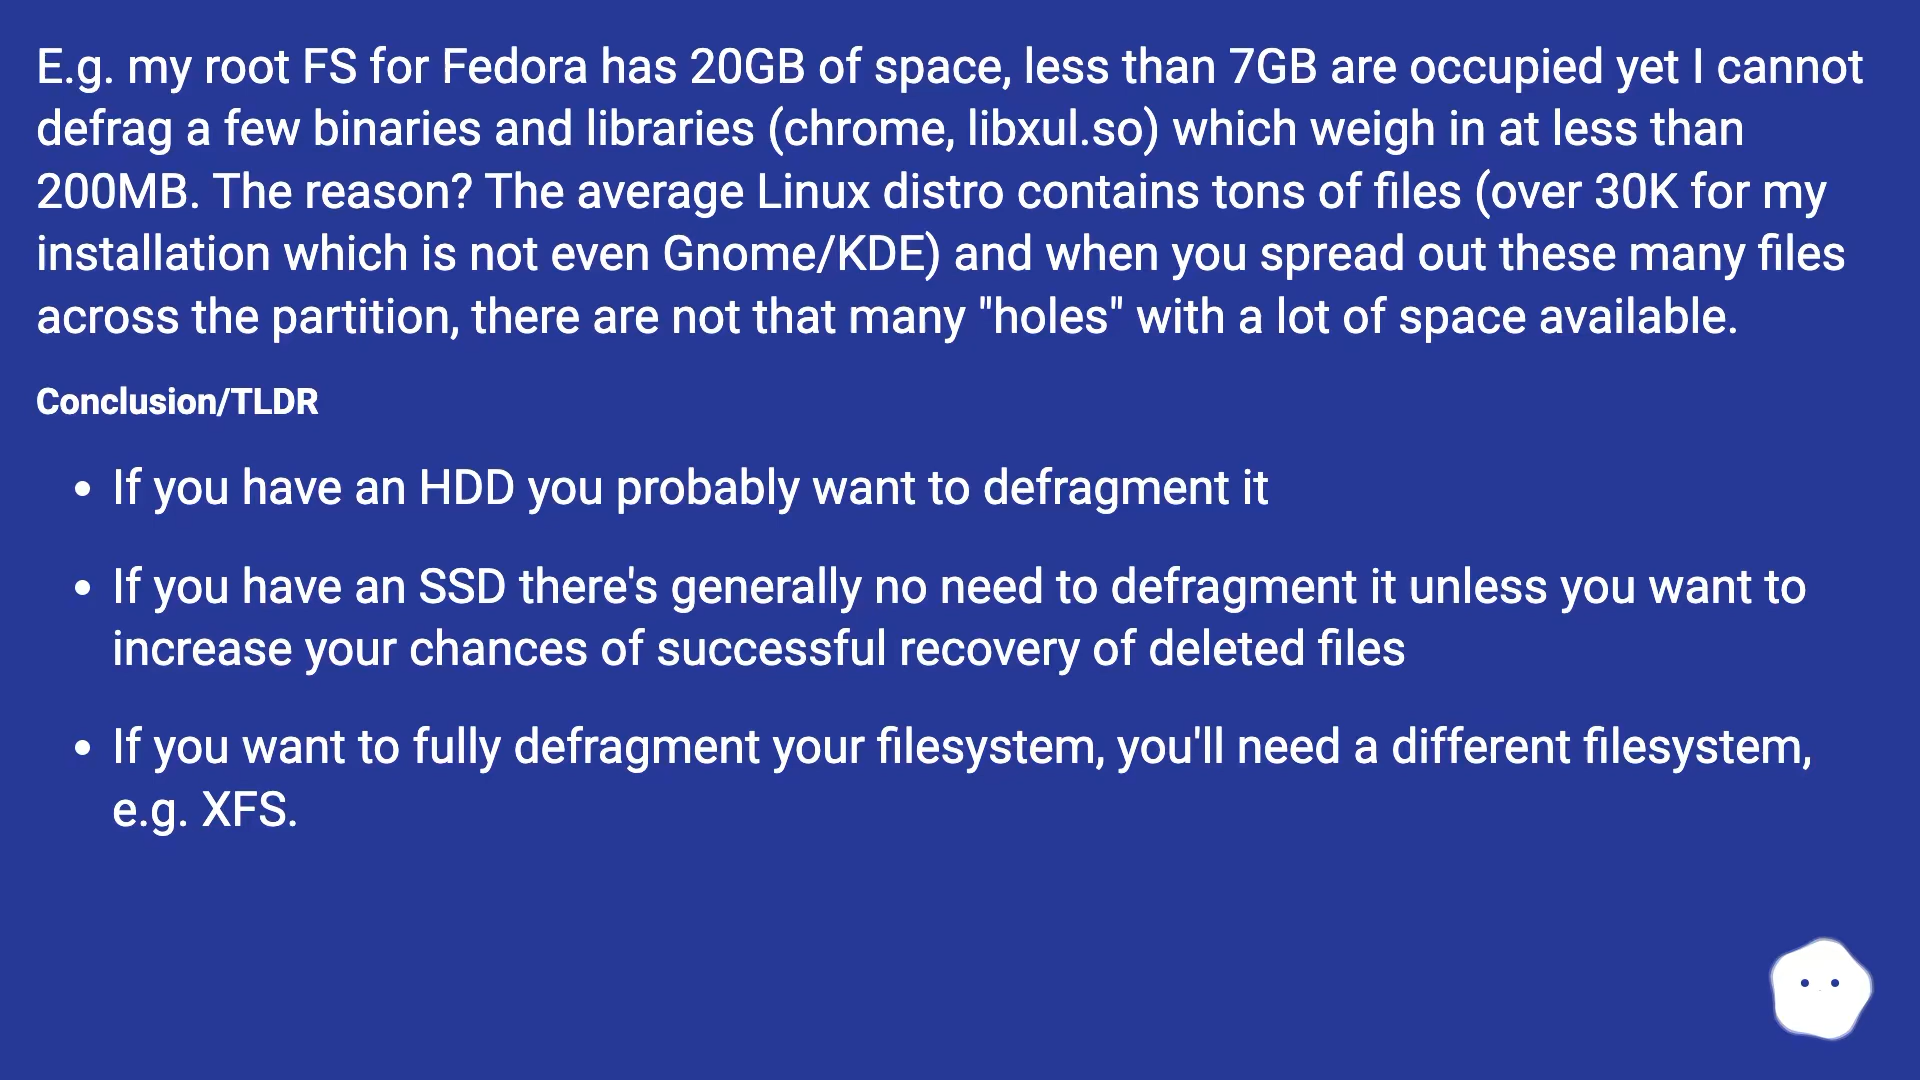 E.g. my root FS for Fedora has 20GB of space, less than 7GB are occupied yet I cannot
defrag a few binaries and libraries (chrome, libxul.so) which weigh in at less than
200MB. The reason? The average Linux distro contains tons of files (over 30K for my
installation which is not even Gnome/KDE) and when you spread out these many files
across the partition, there are not that many "holes" with a lot of space available.
Conclusion/TLDR
• If you have an HDD you probably want to defragment it
• If you have an SSD there's generally no need to defragment it unless you want to
increase your chances of successful recovery of deleted files
• If you want to fully defragment your filesystem, you'll need a different filesystem,
e.g. XFS.